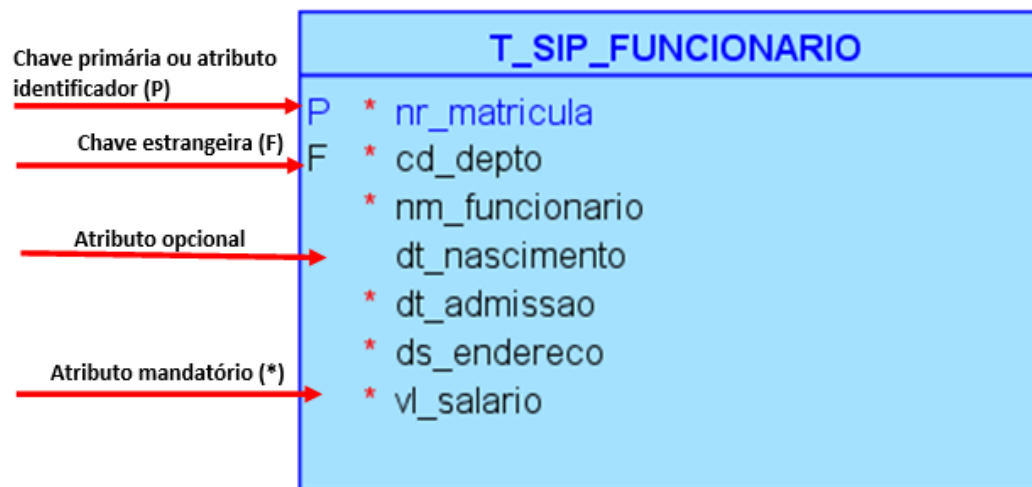 T_SIP_FUNCIONARIO
Chave primária ou atributo
identificador (P)
P * nr_matricula
Chave estrangeira (F)
F * cd_depto
* nm_funcionario
Atributo opcional
dt_nascimento
* dt_admissao
* ds_endereco
Atributo mandatório (*)
* vl_salario